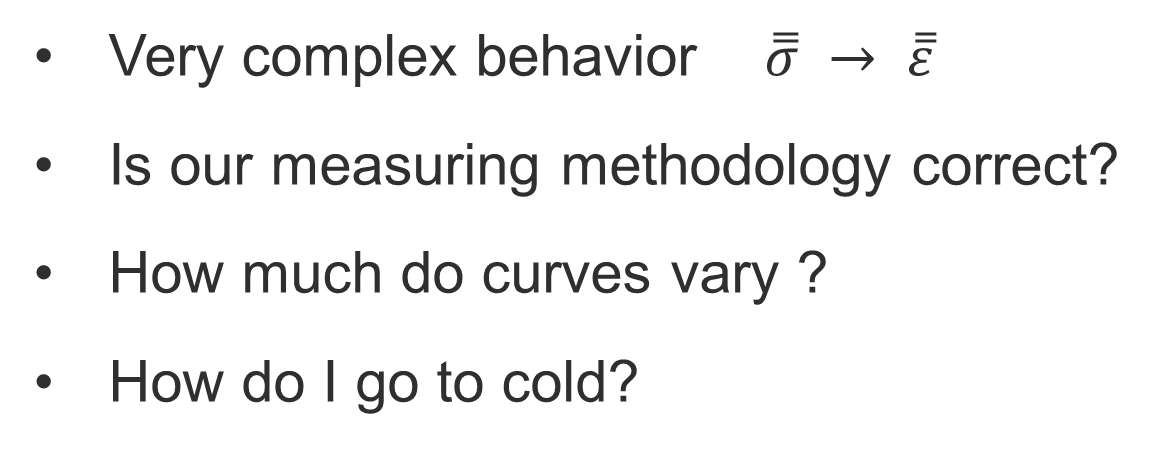 • Very complex behavior σ̿ → ε̿
• Is our measuring methodology correct?
• How much do curves vary ?
• How do I go to cold?